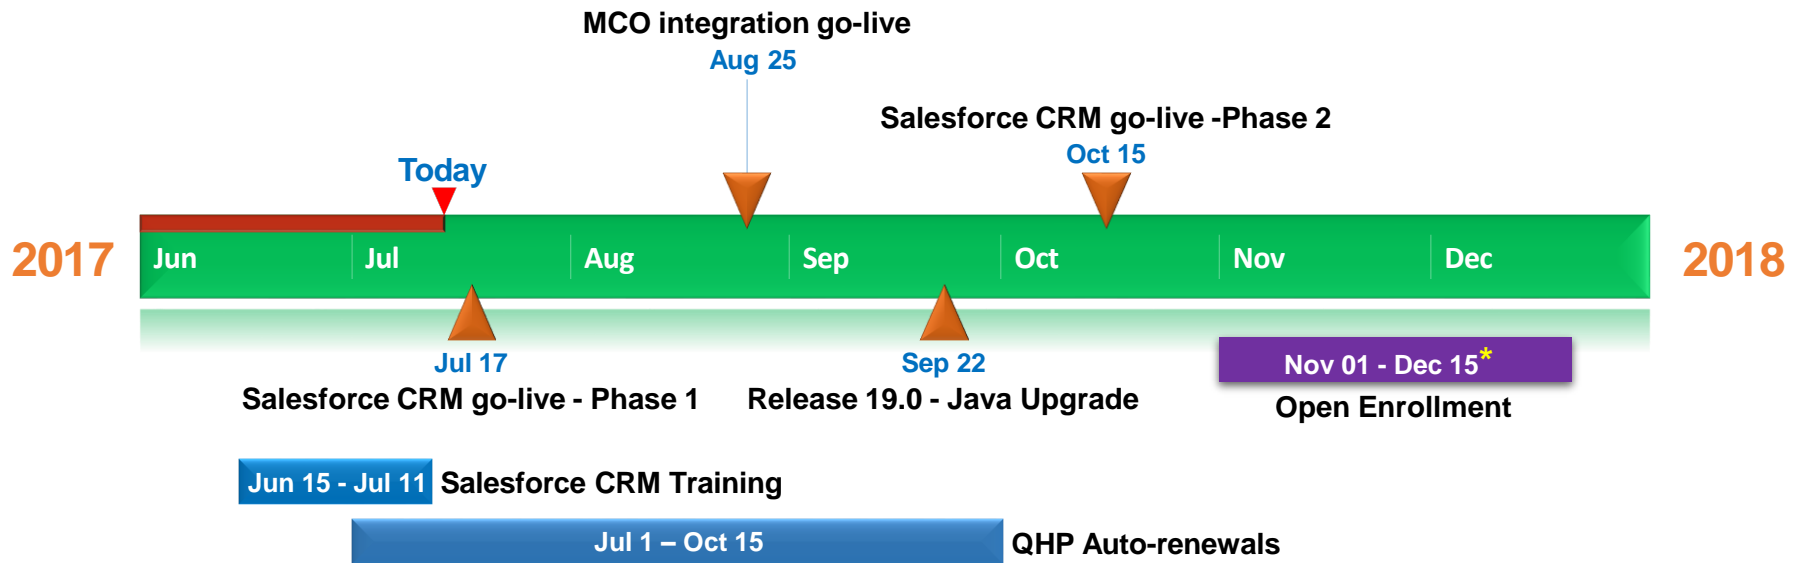 MCO integration go-live
Aug 25
Salesforce CRM go-live -Phase 2
Oct 15
Today
2017
Jun
Jul
Aug
Sep
Oct
Nov
Dec
2018
Jul 17
Salesforce CRM go-live - Phase 1
Sep 22
Release 19.0 - Java Upgrade
Nov 01 - Dec 15*
Open Enrollment
Jun 15 - Jul 11
Salesforce CRM Training
Jul 1 – Oct 15
QHP Auto-renewals